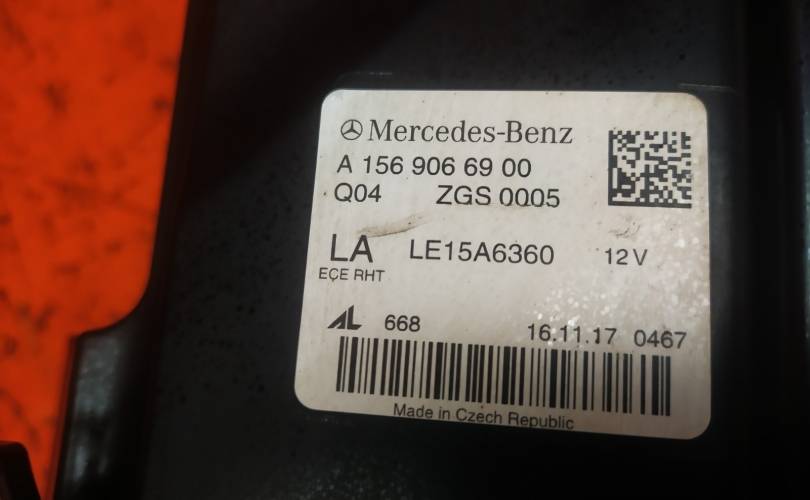 Mercedes-Benz
A 156 906 69 00
Q04 ZGS 0005
LA LE15A6360 12V
ECE RHT
AL 668 16.11.17 0467
Made in Czech Republic